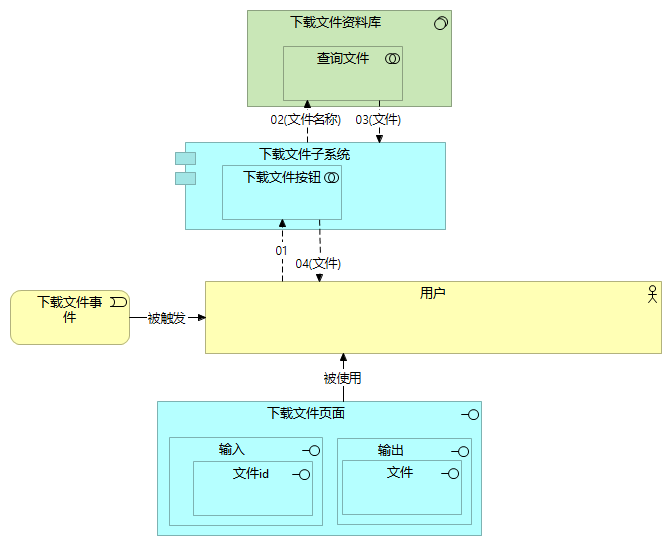 下载文件资料库
查询文件
02(文件名称)
03(文件)
下载文件子系统
下载文件按钮
01
04(文件)
下载文件事
件
被触发
用户
被使用
下载文件页面
输入
文件id
输出
文件